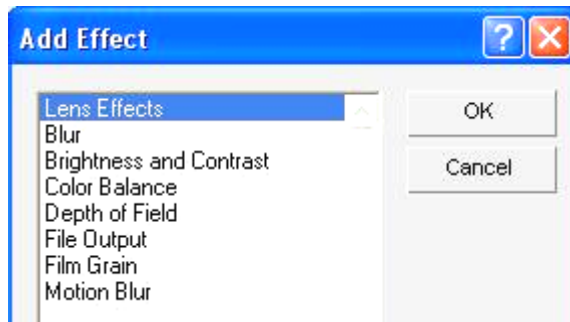 Add Effect
Lens Effects
Blur
Brightness and Contrast
Color Balance
Depth of Field
File Output
Film Grain
Motion Blur
OK
Cancel